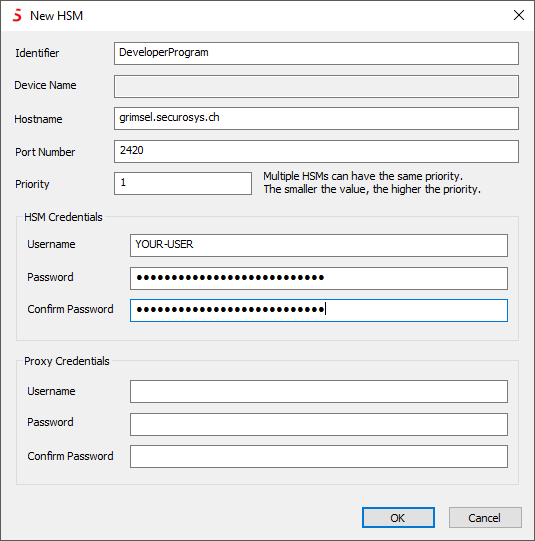 New HSM
Identifier DeveloperProgram
Device Name
Hostname grimsel.securosys.ch
Port Number 2420
Priority 1 Multiple HSMs can have the same priority.
The smaller the value, the higher the priority.
HSM Credentials
Username YOUR-USER
Password ●●●●●●●●●●●●●●●●●●●●●●●●●●●
Confirm Password ●●●●●●●●●●●●●●●●●●●●●●●●●●●
Proxy Credentials
Username
Password
Confirm Password
OK Cancel